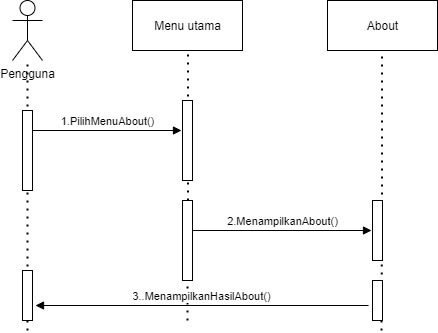 Menu utama
About
Pengguna
1.PilihMenuAbout()
2.MenampilkanAbout()
3..MenampilkanHasilAbout()